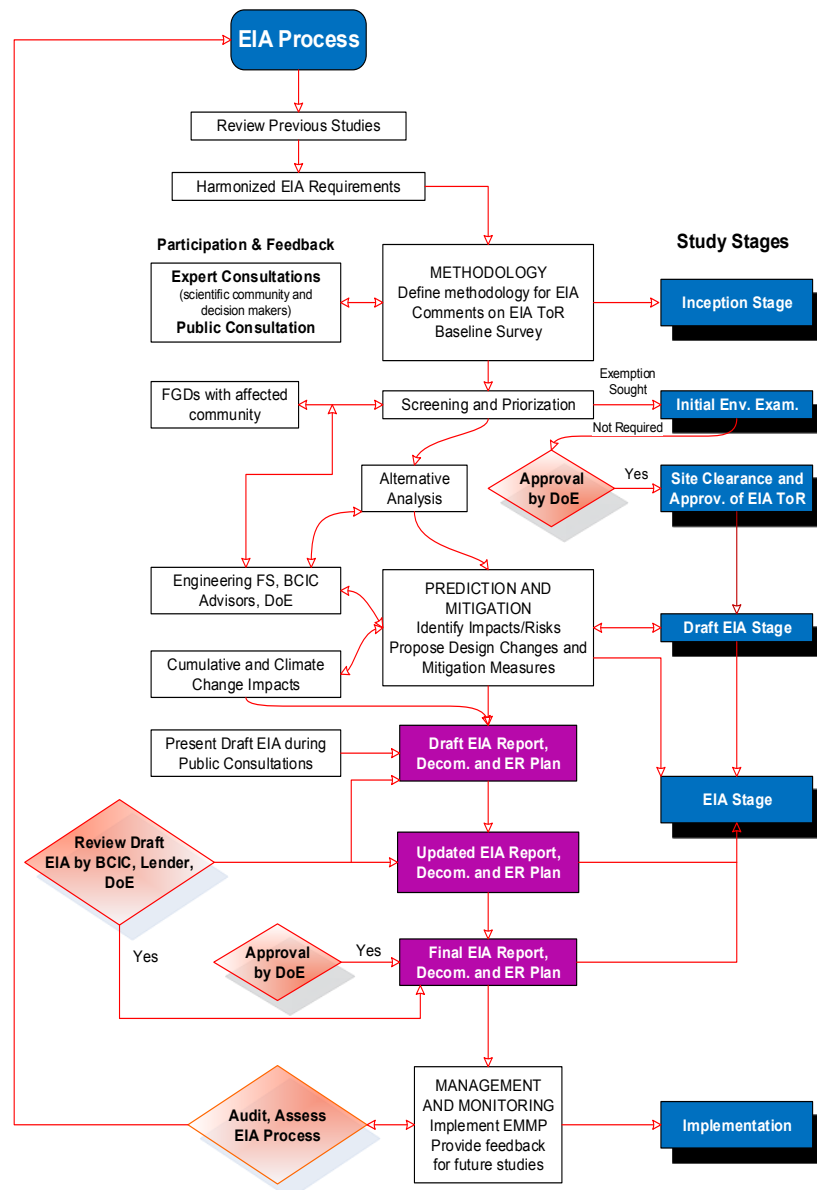 EIA Process
Review Previous Studies
Harmonized EIA Requirements
Participation & Feedback
Study Stages
Expert Consultations
(scientific community and
decision makers)
Public Consultation
METHODOLOGY
Define methodology for EIA
Comments on EIA ToR
Baseline Survey
Inception Stage
FGDs with affected
community
Screening and Priorization
Exemption
Sought
Initial Env. Exam.
Not Required
Alternative
Analysis
Approval
by DoE
Yes
Site Clearance and
Approv. of EIA ToR
Engineering FS, BCIC
Advisors, DoE
PREDICTION AND
MITIGATION
Identify Impacts/Risks
Propose Design Changes and
Mitigation Measures
Draft EIA Stage
Cumulative and Climate
Change Impacts
Present Draft EIA during
Public Consultations
Draft EIA Report,
Decom. and ER Plan
EIA Stage
Review Draft
EIA by BCIC, Lender,
DoE
Updated EIA Report,
Decom. and ER Plan
Yes
Approval
by DoE
Yes
Final EIA Report,
Decom. and ER Plan
Audit, Assess
EIA Process
MANAGEMENT
AND MONITORING
Implement EMMP
Provide feedback
for future studies
Implementation